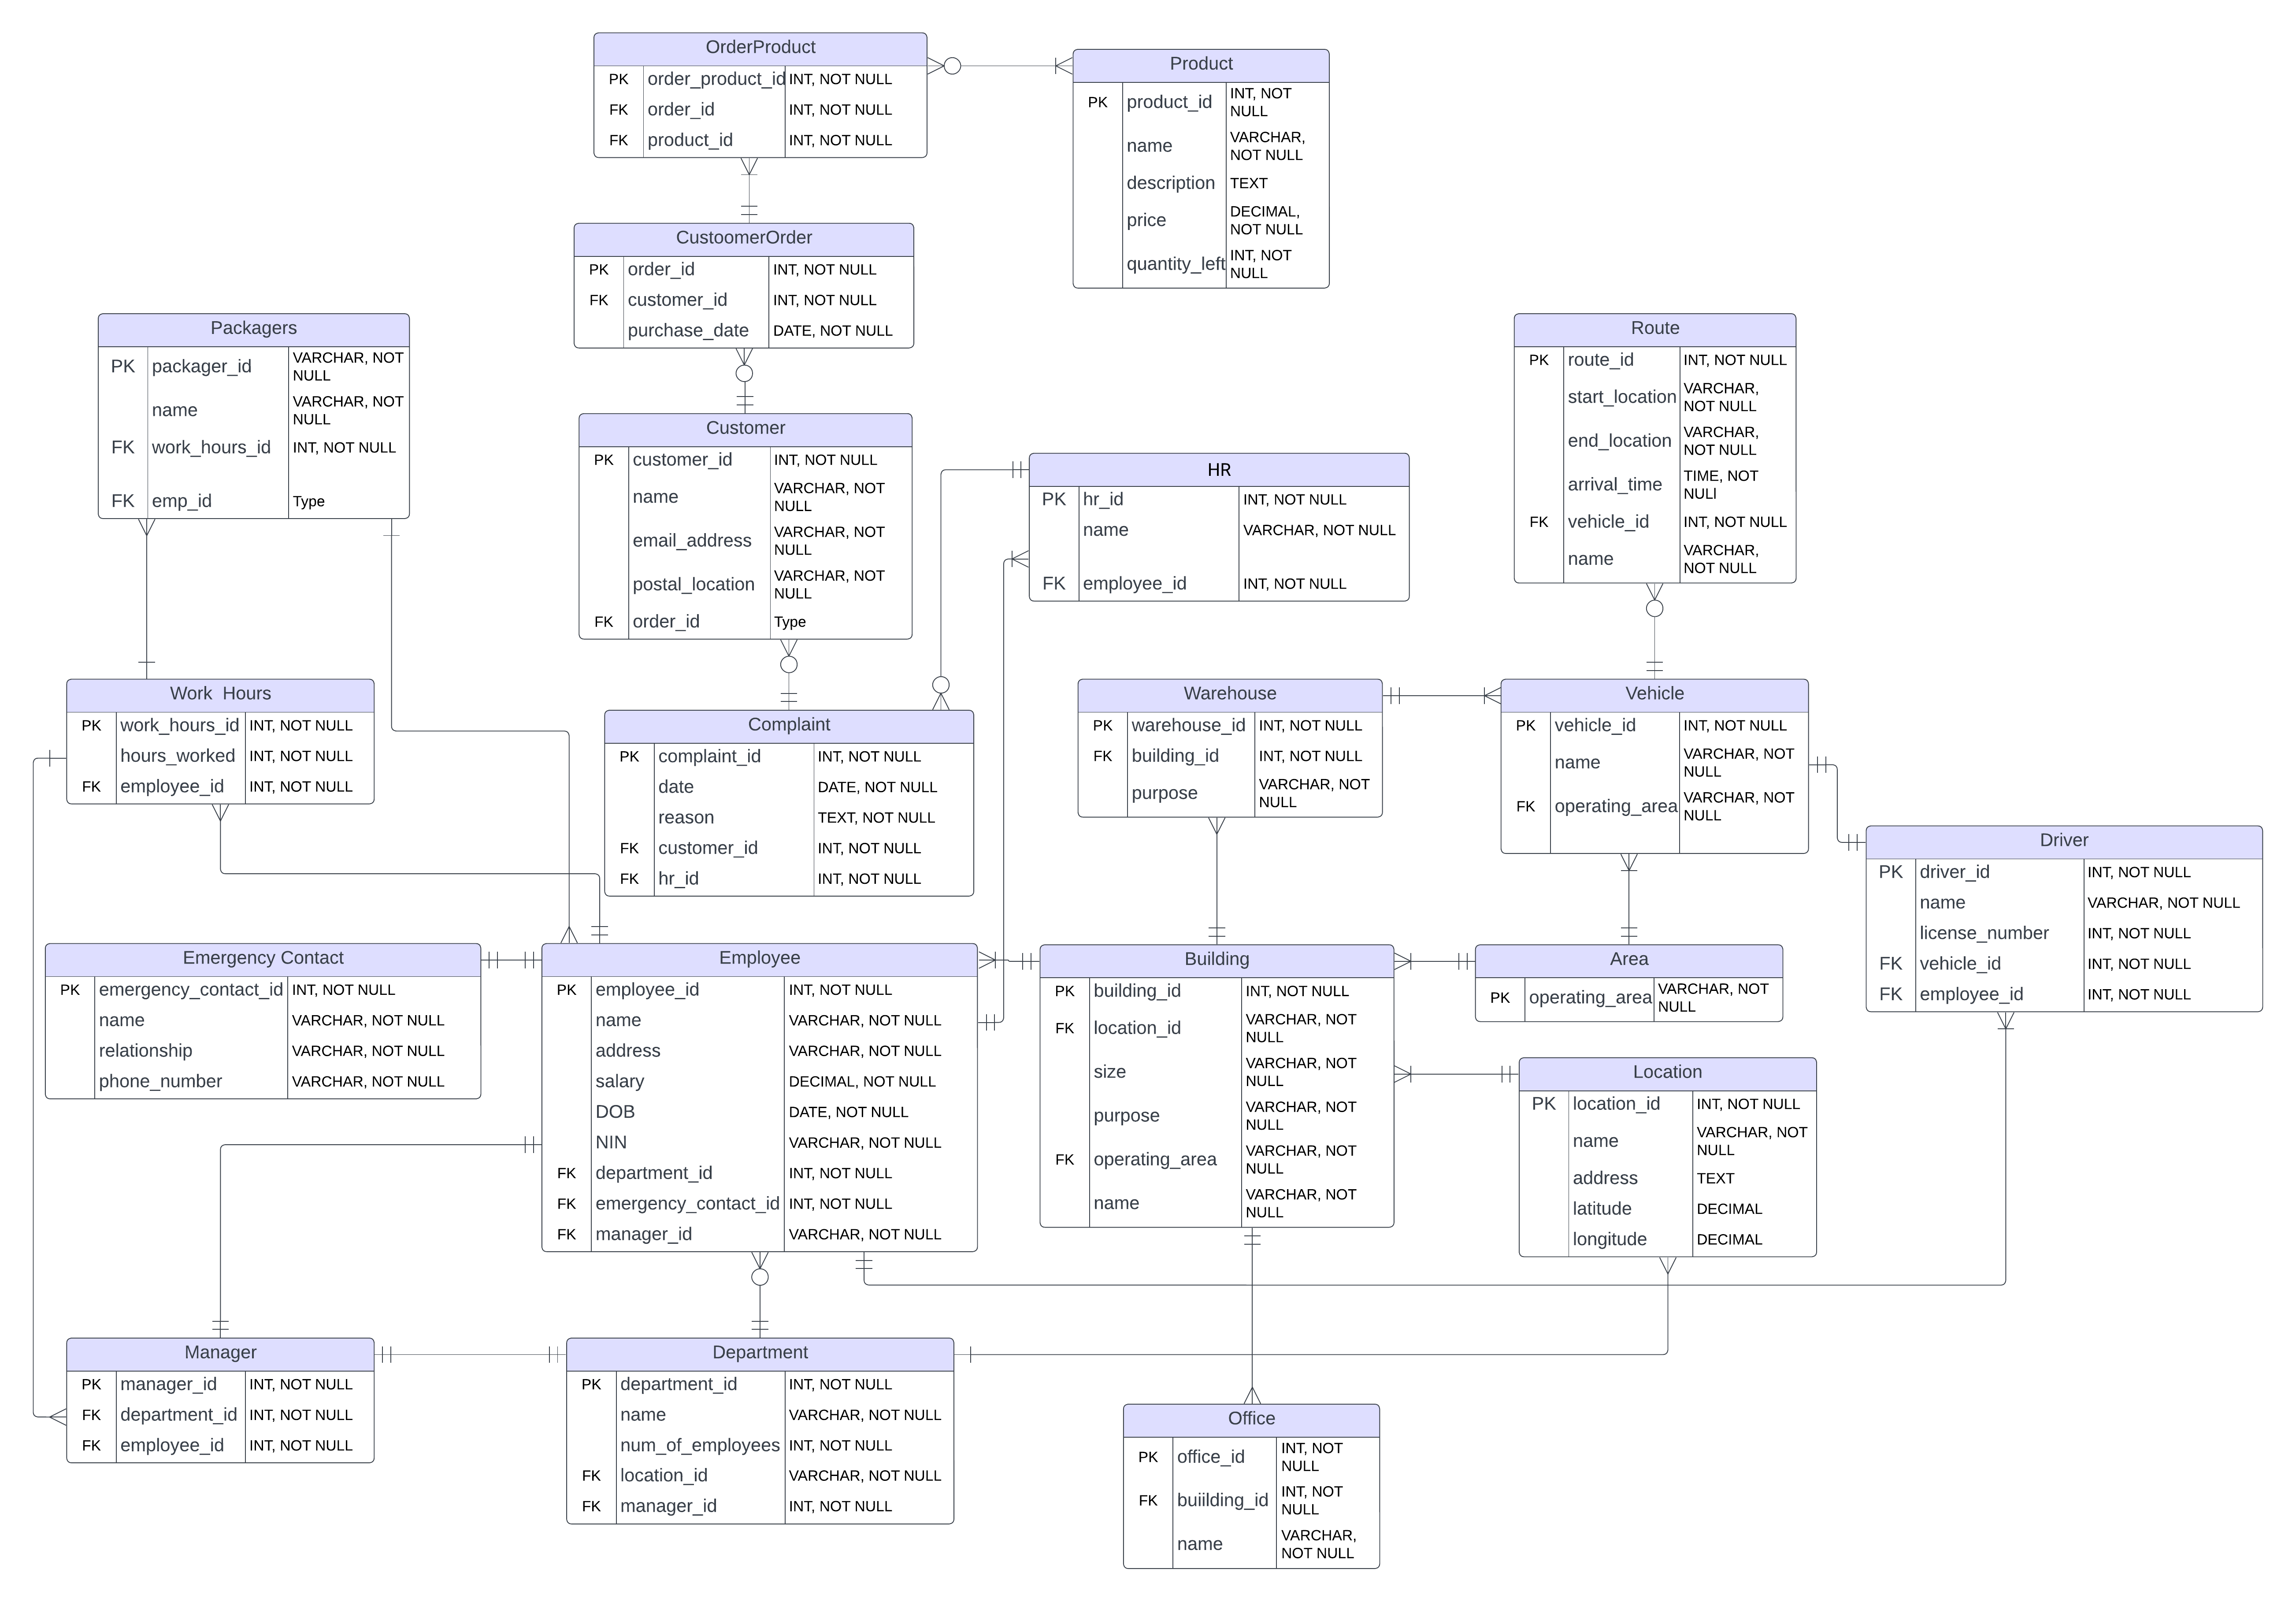 OrderProduct
PK order_product_id INT, NOT NULL
FK order_id INT, NOT NULL
FK product_id INT, NOT NULL
Product
PK product_id INT, NOT
NULL
name VARCHAR,
NOT NULL
description TEXT
price DECIMAL,
NOT NULL
quantity_left INT, NOT
NULL
CustoomerOrder
PK order_id INT, NOT NULL
FK customer_id INT, NOT NULL
purchase_date DATE, NOT NULL
Packagers
PK packager_id VARCHAR, NOT
NULL
name VARCHAR, NOT
NULL
FK work_hours_id INT, NOT NULL
FK emp_id Type
Route
PK route_id INT, NOT NULL
start_location VARCHAR,
NOT NULL
end_location VARCHAR,
NOT NULL
arrival_time TIME, NOT
NULl
FK vehicle_id INT, NOT NULL
name VARCHAR,
NOT NULL
Customer
PK customer_id INT, NOT NULL
name VARCHAR, NOT
NULL
email_address VARCHAR, NOT
NULL
postal_location VARCHAR, NOT
NULL
FK order_id Type
HR
PK hr_id INT, NOT NULL
name VARCHAR, NOT NULL
FK employee_id INT, NOT NULL
Work  Hours
PK work_hours_id INT, NOT NULL
hours_worked INT, NOT NULL
FK employee_id INT, NOT NULL
Complaint
PK complaint_id INT, NOT NULL
date DATE, NOT NULL
reason TEXT, NOT NULL
FK customer_id INT, NOT NULL
FK hr_id INT, NOT NULL
Warehouse
PK warehouse_id INT, NOT NULL
FK building_id INT, NOT NULL
purpose VARCHAR, NOT
NULL
Vehicle
PK vehicle_id INT, NOT NULL
name VARCHAR, NOT
NULL
FK operating_area VARCHAR, NOT
NULL
Driver
PK driver_id INT, NOT NULL
name VARCHAR, NOT NULL
license_number INT, NOT NULL
FK vehicle_id INT, NOT NULL
FK employee_id INT, NOT NULL
Emergency Contact
PK emergency_contact_id INT, NOT NULL
name VARCHAR, NOT NULL
relationship VARCHAR, NOT NULL
phone_number VARCHAR, NOT NULL
Employee
PK employee_id INT, NOT NULL
name VARCHAR, NOT NULL
address VARCHAR, NOT NULL
salary DECIMAL, NOT NULL
DOB DATE, NOT NULL
NIN VARCHAR, NOT NULL
FK department_id INT, NOT NULL
FK emergency_contact_id INT, NOT NULL
FK manager_id VARCHAR, NOT NULL
Building
PK building_id INT, NOT NULL
FK location_id VARCHAR, NOT
NULL
size VARCHAR, NOT
NULL
purpose VARCHAR, NOT
NULL
FK operating_area VARCHAR, NOT
NULL
name VARCHAR, NOT
NULL
Area
PK operating_area VARCHAR, NOT
NULL
Location
PK location_id INT, NOT NULL
name VARCHAR, NOT
NULL
address TEXT
latitude DECIMAL
longitude DECIMAL
Manager
PK manager_id INT, NOT NULL
FK department_id INT, NOT NULL
FK employee_id INT, NOT NULL
Department
PK department_id INT, NOT NULL
name VARCHAR, NOT NULL
num_of_employees INT, NOT NULL
FK location_id VARCHAR, NOT NULL
FK manager_id INT, NOT NULL
Office
PK office_id INT, NOT
NULL
FK buiilding_id INT, NOT
NULL
name VARCHAR,
NOT NULL